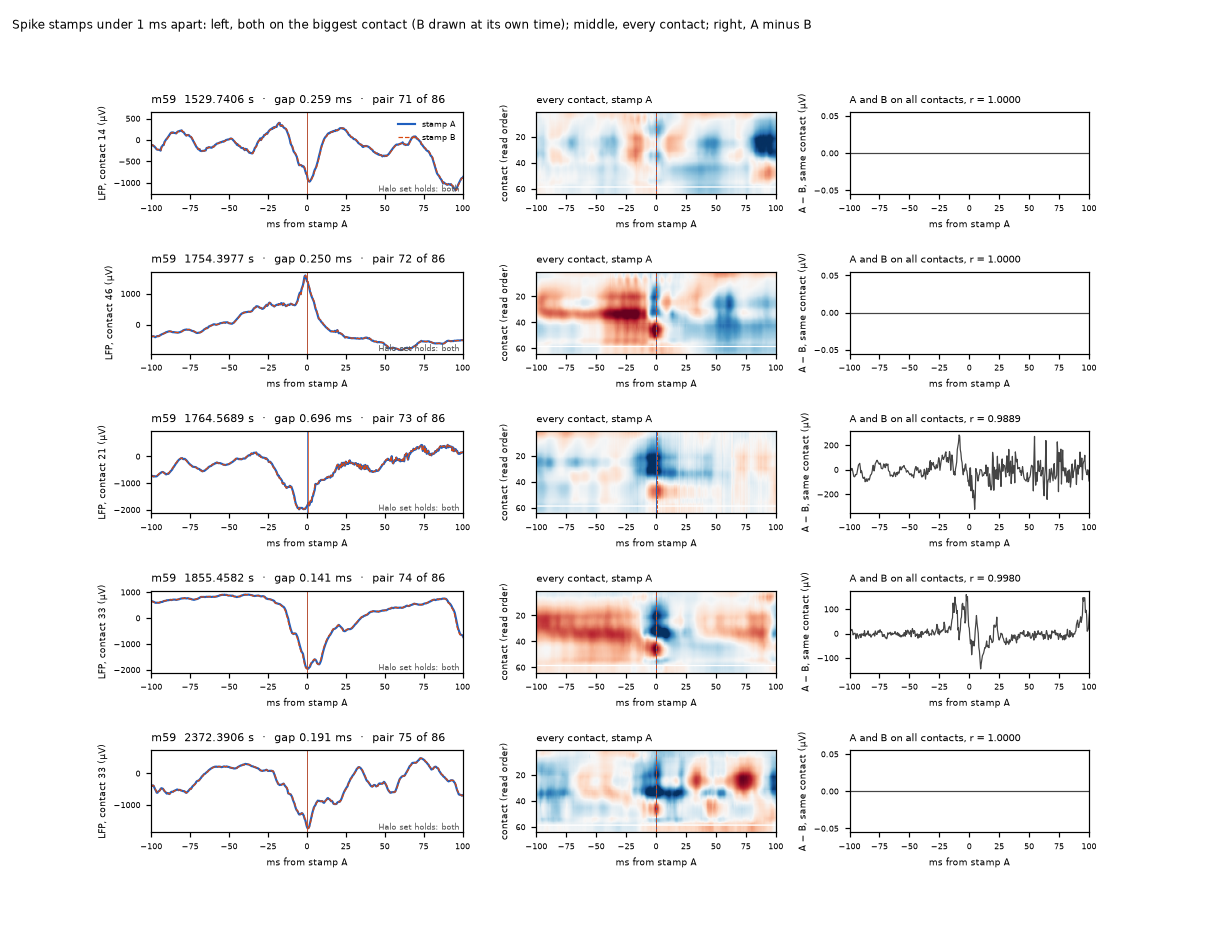 Spike stamps under 1 ms apart: left, both on the biggest contact (B drawn at its own time); middle, every contact; right, A minus B
m59 1529.7406 s · gap 0.259 ms · pair 71 of 86
every contact, stamp A
A and B on all contacts, r = 1.0000
LFP, contact 14 (µV)
500
0
−500
−1000
stamp A
stamp B
Halo set holds: both
−100 −75 −50 −25 0 25 50 75 100
ms from stamp A
contact (read order)
20
40
60
−100 −75 −50 −25 0 25 50 75 100
ms from stamp A
A − B, same contact (µV)
0.05
0.00
−0.05
−100 −75 −50 −25 0 25 50 75 100
ms from stamp A
m59 1754.3977 s · gap 0.250 ms · pair 72 of 86
every contact, stamp A
A and B on all contacts, r = 1.0000
LFP, contact 46 (µV)
1000
0
Halo set holds: both
−100 −75 −50 −25 0 25 50 75 100
ms from stamp A
contact (read order)
20
40
60
−100 −75 −50 −25 0 25 50 75 100
ms from stamp A
A − B, same contact (µV)
0.05
0.00
−0.05
−100 −75 −50 −25 0 25 50 75 100
ms from stamp A
m59 1764.5689 s · gap 0.696 ms · pair 73 of 86
every contact, stamp A
A and B on all contacts, r = 0.9889
LFP, contact 21 (µV)
0
−1000
−2000
Halo set holds: both
−100 −75 −50 −25 0 25 50 75 100
ms from stamp A
contact (read order)
20
40
60
−100 −75 −50 −25 0 25 50 75 100
ms from stamp A
A − B, same contact (µV)
200
0
−200
−100 −75 −50 −25 0 25 50 75 100
ms from stamp A
m59 1855.4582 s · gap 0.141 ms · pair 74 of 86
every contact, stamp A
A and B on all contacts, r = 0.9980
LFP, contact 33 (µV)
1000
0
−1000
−2000
Halo set holds: both
−100 −75 −50 −25 0 25 50 75 100
ms from stamp A
contact (read order)
20
40
60
−100 −75 −50 −25 0 25 50 75 100
ms from stamp A
A − B, same contact (µV)
100
0
−100
−100 −75 −50 −25 0 25 50 75 100
ms from stamp A
m59 2372.3906 s · gap 0.191 ms · pair 75 of 86
every contact, stamp A
A and B on all contacts, r = 1.0000
LFP, contact 33 (µV)
0
−1000
Halo set holds: both
−100 −75 −50 −25 0 25 50 75 100
ms from stamp A
contact (read order)
20
40
60
−100 −75 −50 −25 0 25 50 75 100
ms from stamp A
A − B, same contact (µV)
0.05
0.00
−0.05
−100 −75 −50 −25 0 25 50 75 100
ms from stamp A